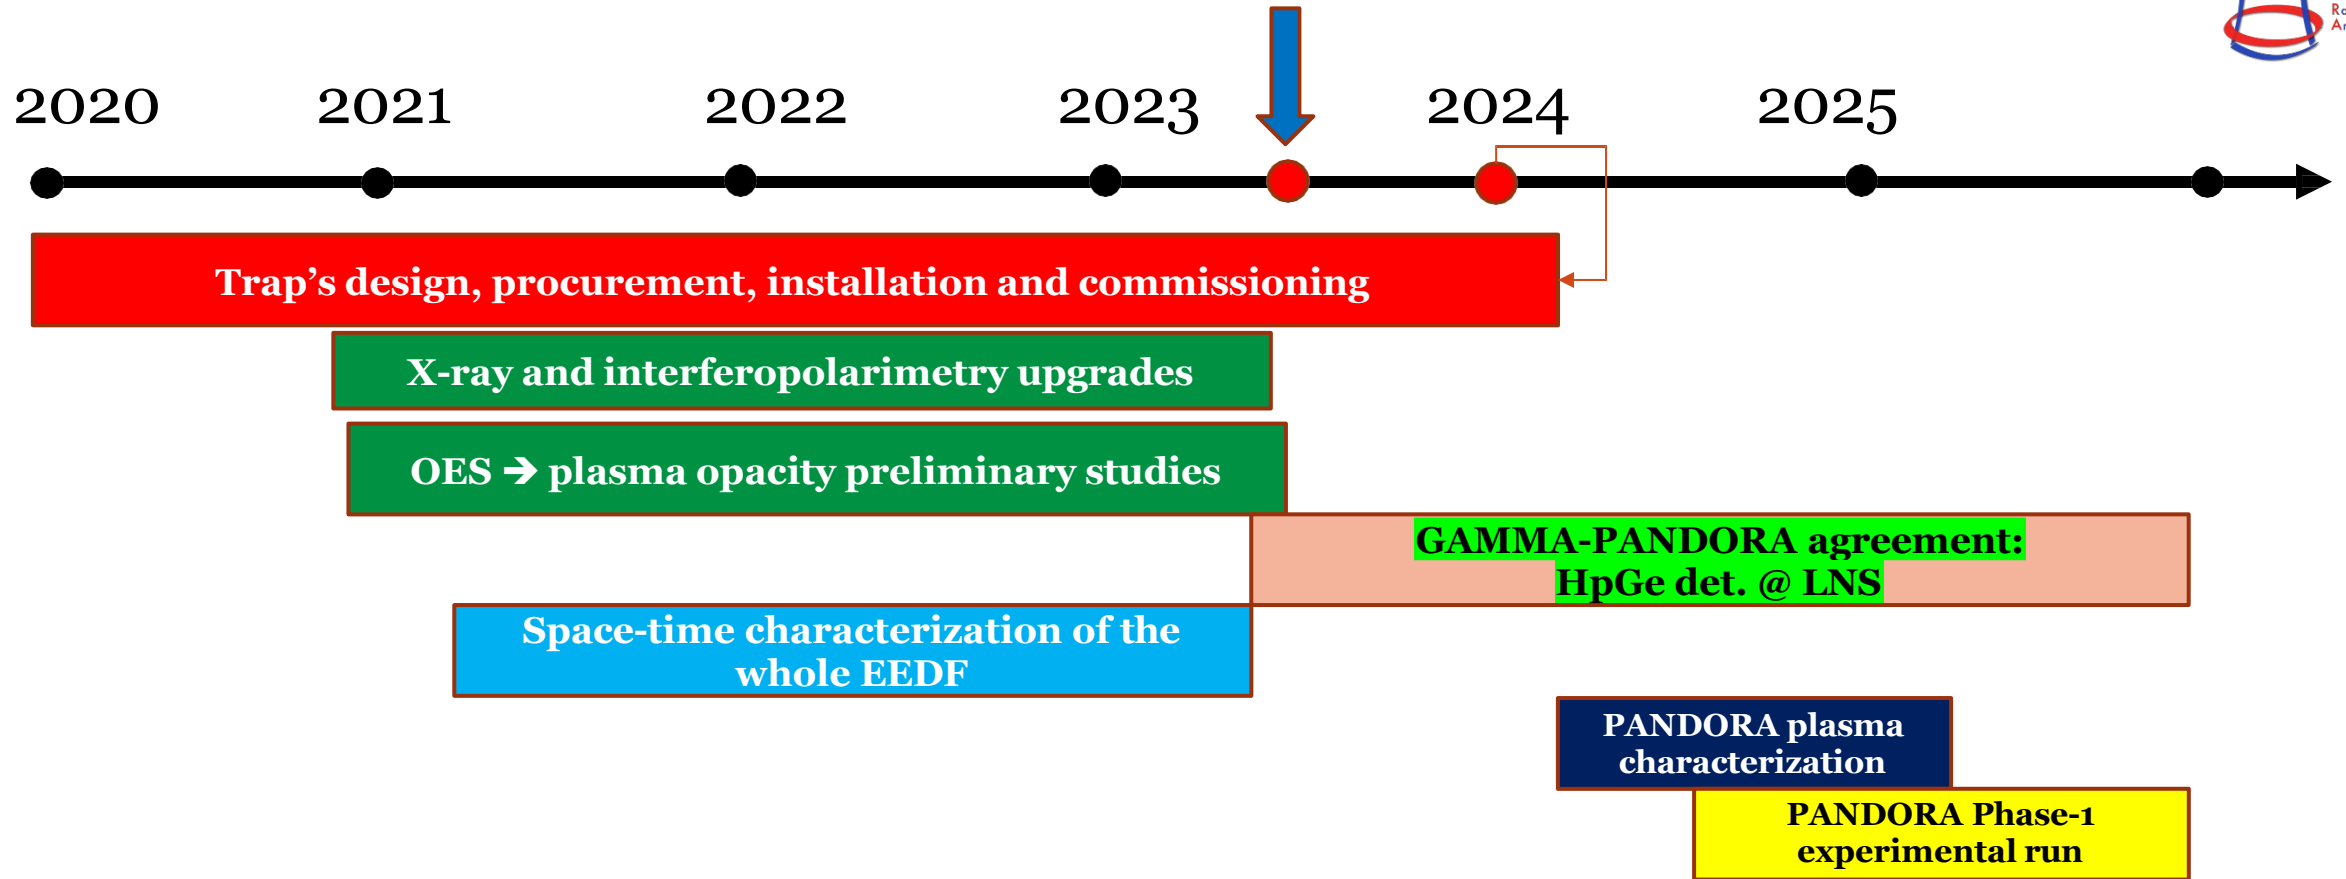 2020 2021 2022 2023 2024 2025
Trap’s design, procurement, installation and commissioning
X-ray and interferopolarimetry upgrades
OES ➔ plasma opacity preliminary studies
GAMMA-PANDORA agreement:
HpGe det. @ LNS
Space-time characterization of the
whole EEDF
PANDORA plasma
characterization
PANDORA Phase-1
experimental run